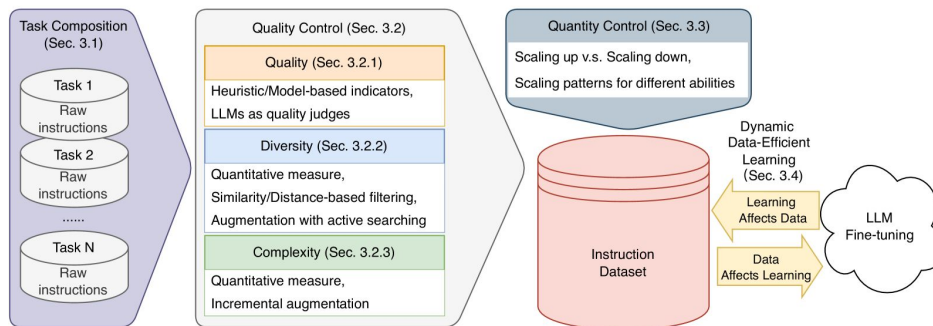 Task Composition
(Sec. 3.1)
Task 1
Raw
instructions
Task 2
Raw
instructions
......
Task N
Raw
instructions
Quality Control (Sec. 3.2)
Quality (Sec. 3.2.1)
Heuristic/Model-based indicators,
LLMs as quality judges
Diversity (Sec. 3.2.2)
Quantitative measure,
Similarity/Distance-based filtering,
Augmentation with active searching
Complexity (Sec. 3.2.3)
Quantitative measure,
Incremental augmentation
Quantity Control (Sec. 3.3)
Scaling up v.s. Scaling down,
Scaling patterns for different abilities
Instruction
Dataset
Dynamic
Data-Efficient
Learning
(Sec. 3.4)
Learning
Affects Data
Data
Affects Learning
LLM
Fine-tuning